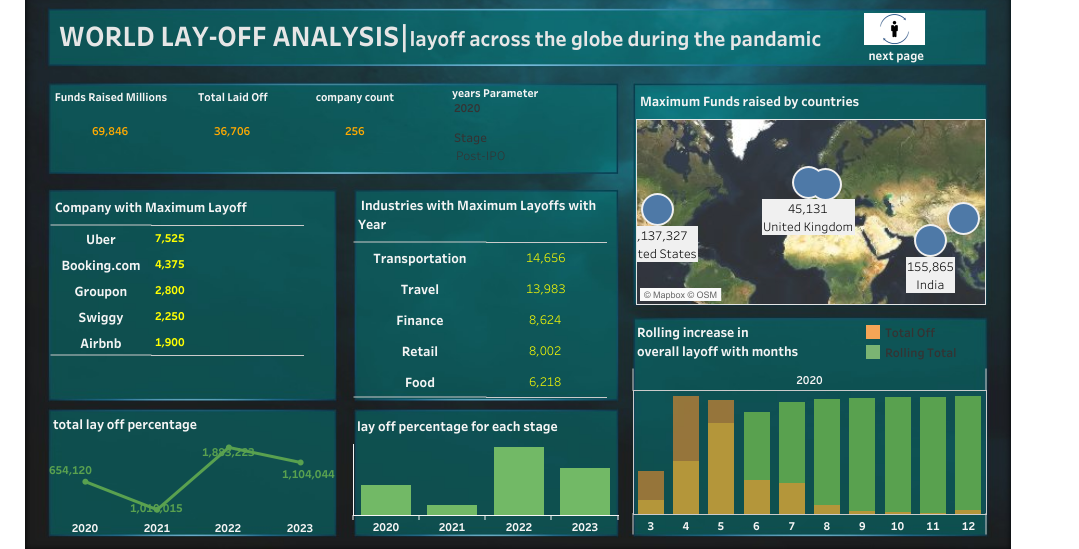 WORLD LAY-OFF ANALYSIS|layoff across the globe during the pandamic
next page
Funds Raised Millions
69,846
Total Laid Off
36,706
company count
256
years Parameter
2020
Stage
Post-IPO
Maximum Funds raised by countries
45,131
United Kingdom
,137,327
ted States
155,865
India
© Mapbox © OSM
Company with Maximum Layoff
Uber 7,525
Booking.com 4,375
Groupon 2,800
Swiggy 2,250
Airbnb 1,900
Industries with Maximum Layoffs with
Year
Transportation 14,656
Travel 13,983
Finance 8,624
Retail 8,002
Food 6,218
Rolling increase in
overall layoff with months
Total Off
Rolling Total
2020
3 4 5 6 7 8 9 10 11 12
total lay off percentage
654,120
1,883,223
1,104,044
2020 2021 2022 2023
lay off percentage for each stage
2020 2021 2022 2023